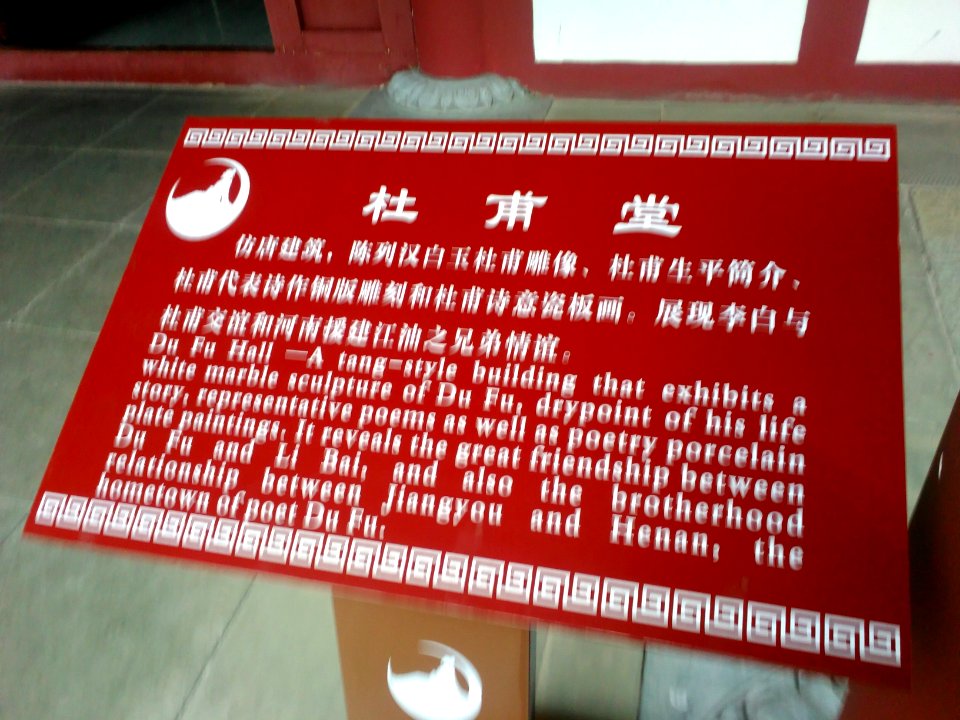 杜甫堂
仿唐建筑，陈列汉白玉杜甫雕像、杜甫生平简介、
杜甫代表诗作铜版雕刻和杜甫诗意瓷板画。展现李白与
杜甫交谊和河南援建江油之兄弟情谊。
Du Fu Hall —A tang-style building that exhibits a
white marble sculpture of Du Fu, drypoint of his life
story, representative poems as well as poetry porcelain
plate paintings. It reveals the great friendship between
Du Fu and Li Bai, and also the brotherhood
relationship between Jiangyou and Henan, the
hometown of poet Du Fu.